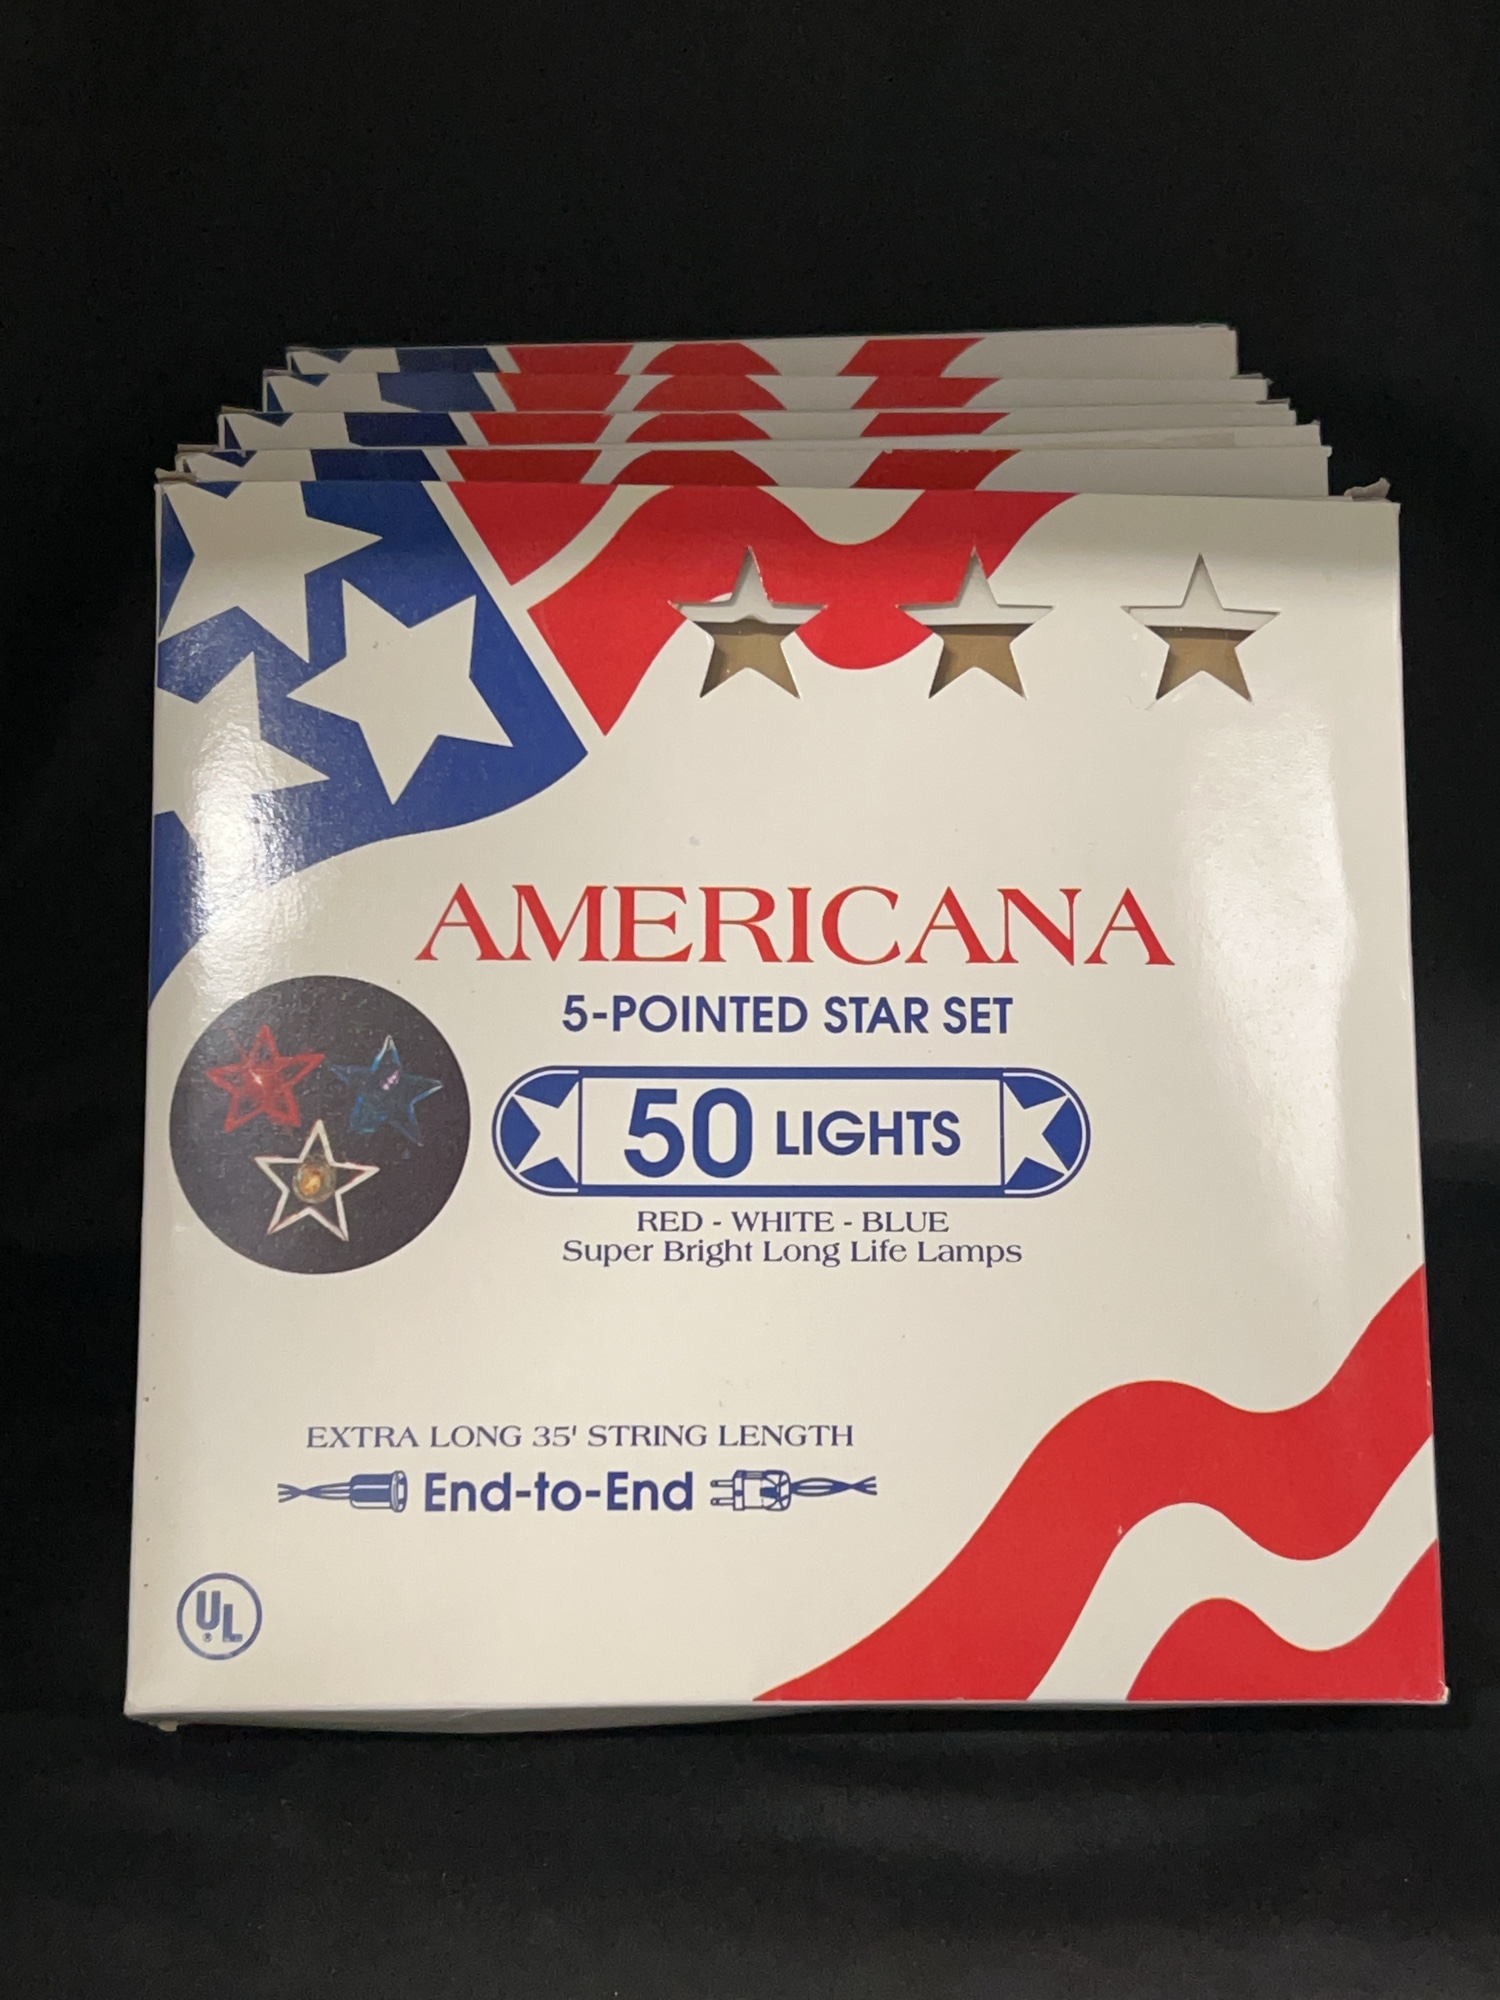 AMERICANA
5-POINTED STAR SET
50 LIGHTS
RED - WHITE - BLUE
Super Bright Long Life Lamps
EXTRA LONG 35' STRING LENGTH
End-to-End
UL®